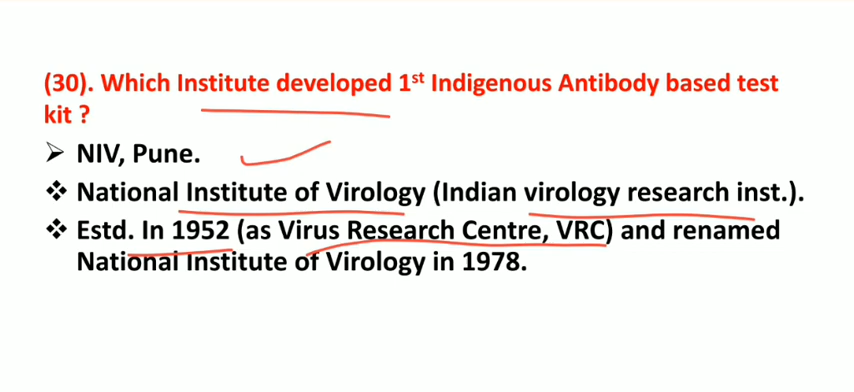 (30). Which Institute developed 1st Indigenous Antibody based test
kit ?
➢ NIV, Pune.
❖ National Institute of Virology (Indian virology research inst.).
❖ Estd. In 1952 (as Virus Research Centre, VRC) and renamed
National Institute of Virology in 1978.